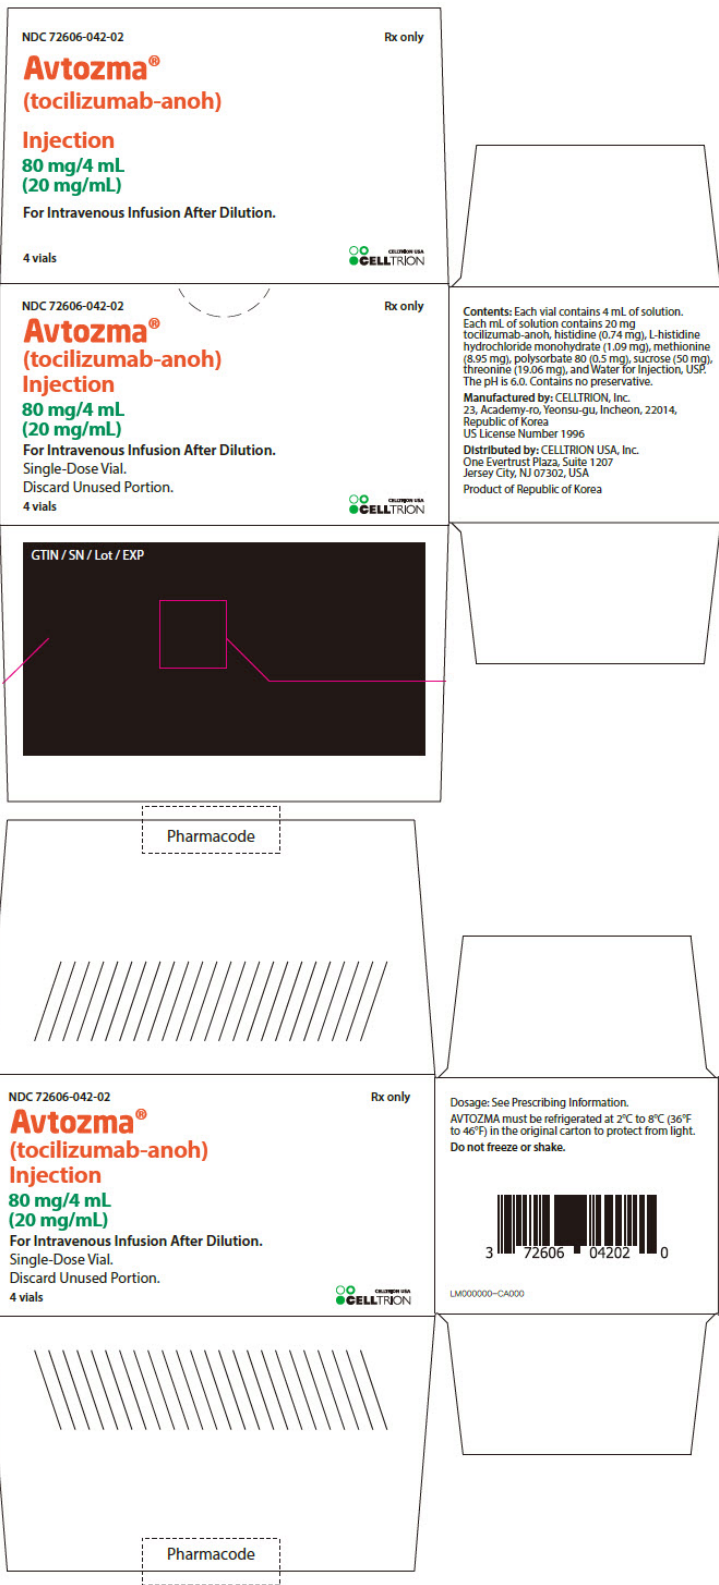 NDC 72606-042-02 Rx only
Avtozma®
(tocilizumab-anoh)
Injection
80 mg/4 mL
(20 mg/mL)
For Intravenous Infusion After Dilution.
4 vials
CELLTRION USA
CELLTRION
NDC 72606-042-02 Rx only
Avtozma®
(tocilizumab-anoh)
Injection
80 mg/4 mL
(20 mg/mL)
For Intravenous Infusion After Dilution.
Single-Dose Vial.
Discard Unused Portion.
4 vials
CELLTRION USA
CELLTRION
Contents: Each vial contains 4 mL of solution.
Each mL of solution contains 20 mg
tocilizumab-anoh, histidine (0.74 mg), L-histidine
hydrochloride monohydrate (1.09 mg), methionine
(8.95 mg), polysorbate 80 (0.5 mg), sucrose (50 mg),
threonine (19.06 mg), and Water for Injection, USP.
The pH is 6.0. Contains no preservative.
Manufactured by: CELLTRION, Inc.
23, Academy-ro, Yeonsu-gu, Incheon, 22014,
Republic of Korea
US License Number 1996
Distributed by: CELLTRION USA, Inc.
One Evertrust Plaza, Suite 1207
Jersey City, NJ 07302, USA
Product of Republic of Korea
GTIN / SN / Lot / EXP
Pharmacode
NDC 72606-042-02 Rx only
Avtozma®
(tocilizumab-anoh)
Injection
80 mg/4 mL
(20 mg/mL)
For Intravenous Infusion After Dilution.
Single-Dose Vial.
Discard Unused Portion.
4 vials
CELLTRION USA
CELLTRION
Dosage: See Prescribing Information.
AVTOZMA must be refrigerated at 2°C to 8°C (36°F
to 46°F) in the original carton to protect from light.
Do not freeze or shake.
3 72606 04202 0
LM000000-CA000
Pharmacode